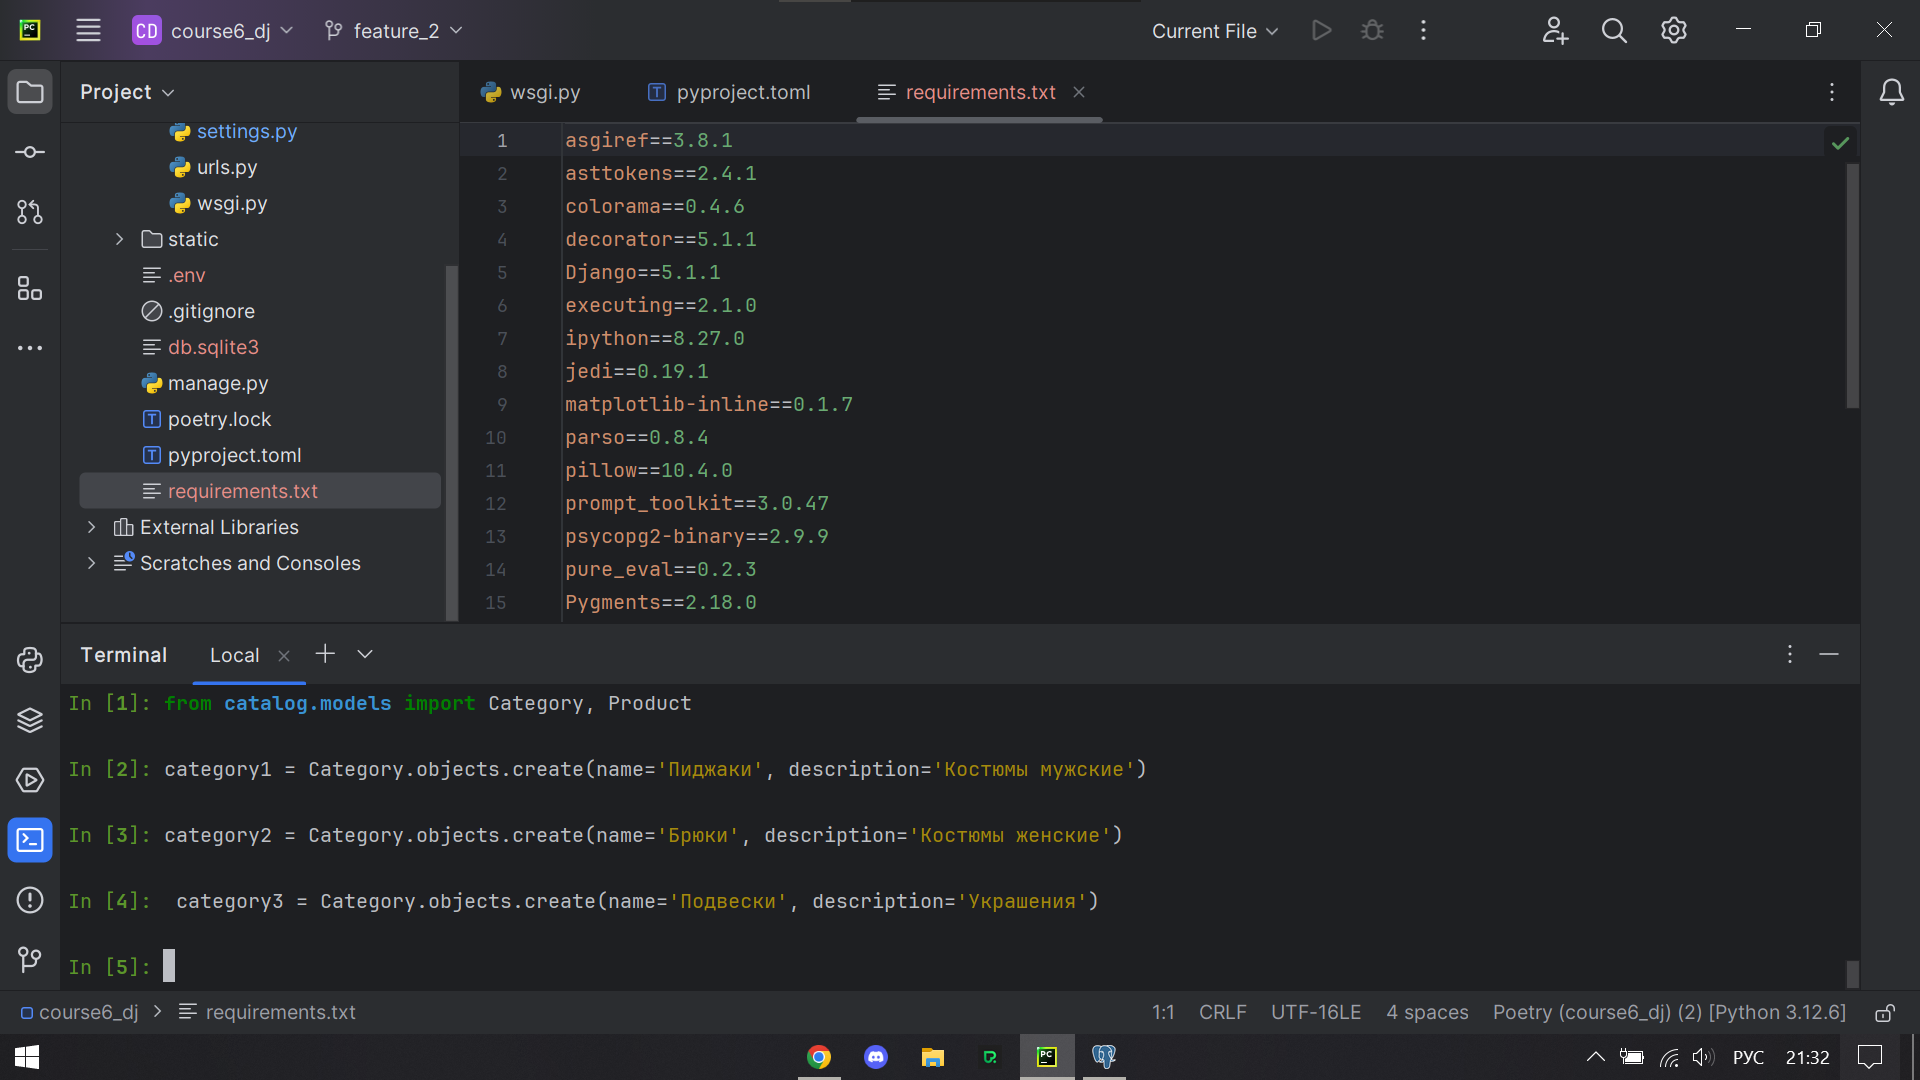 PC CD course6_dj feature_2 Current File
Project
wsgi.py pyproject.toml requirements.txt
settings.py
urls.py
wsgi.py
static
.env
.gitignore
db.sqlite3
manage.py
poetry.lock
pyproject.toml
requirements.txt
External Libraries
Scratches and Consoles
1 asgiref==3.8.1
2 asttokens==2.4.1
3 colorama==0.4.6
4 decorator==5.1.1
5 Django==5.1.1
6 executing==2.1.0
7 ipython==8.27.0
8 jedi==0.19.1
9 matplotlib-inline==0.1.7
10 parso==0.8.4
11 pillow==10.4.0
12 prompt_toolkit==3.0.47
13 psycopg2-binary==2.9.9
14 pure_eval==0.2.3
15 Pygments==2.18.0
Terminal Local
In [1]: from catalog.models import Category, Product
In [2]: category1 = Category.objects.create(name='Пиджаки', description='Костюмы мужские')
In [3]: category2 = Category.objects.create(name='Брюки', description='Костюмы женские')
In [4]:  category3 = Category.objects.create(name='Подвески', description='Украшения')
In [5]:
course6_dj requirements.txt 1:1 CRLF UTF-16LE 4 spaces Poetry (course6_dj) (2) [Python 3.12.6]
PC РУС 21:32